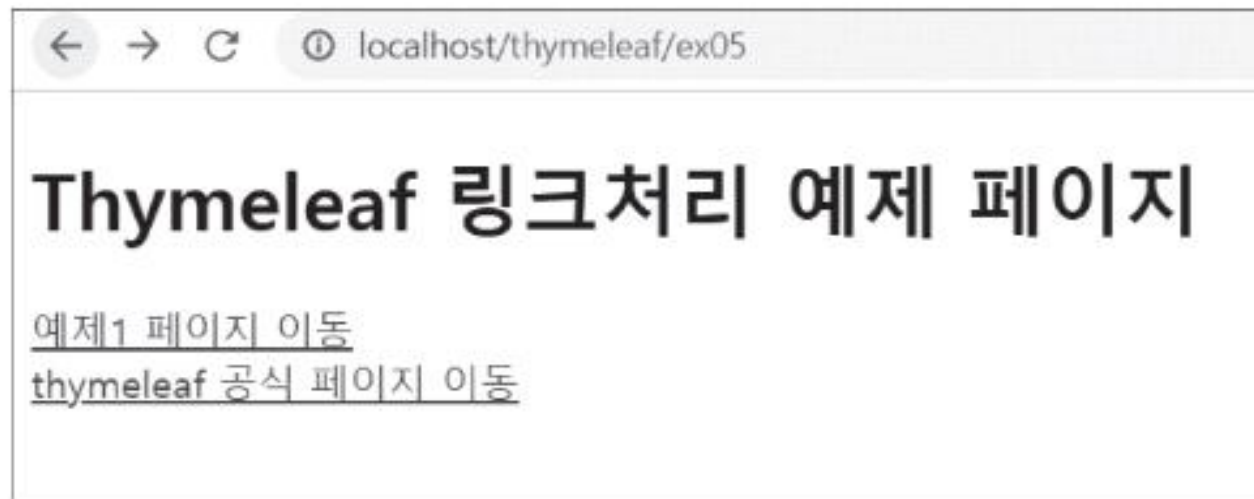 localhost/thymeleaf/ex05
Thymeleaf 링크처리 예제 페이지
예제1 페이지 이동
thymeleaf 공식 페이지 이동